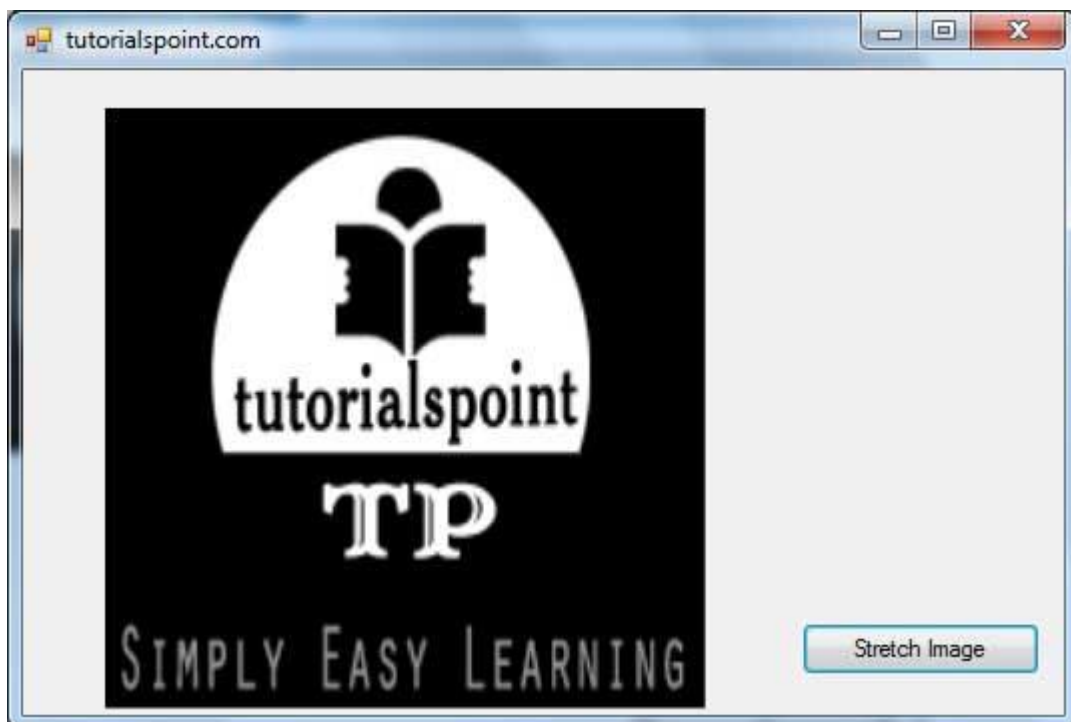 tutorialspoint.com
tutorialspoint
TP
SIMPLY EASY LEARNING
Stretch Image